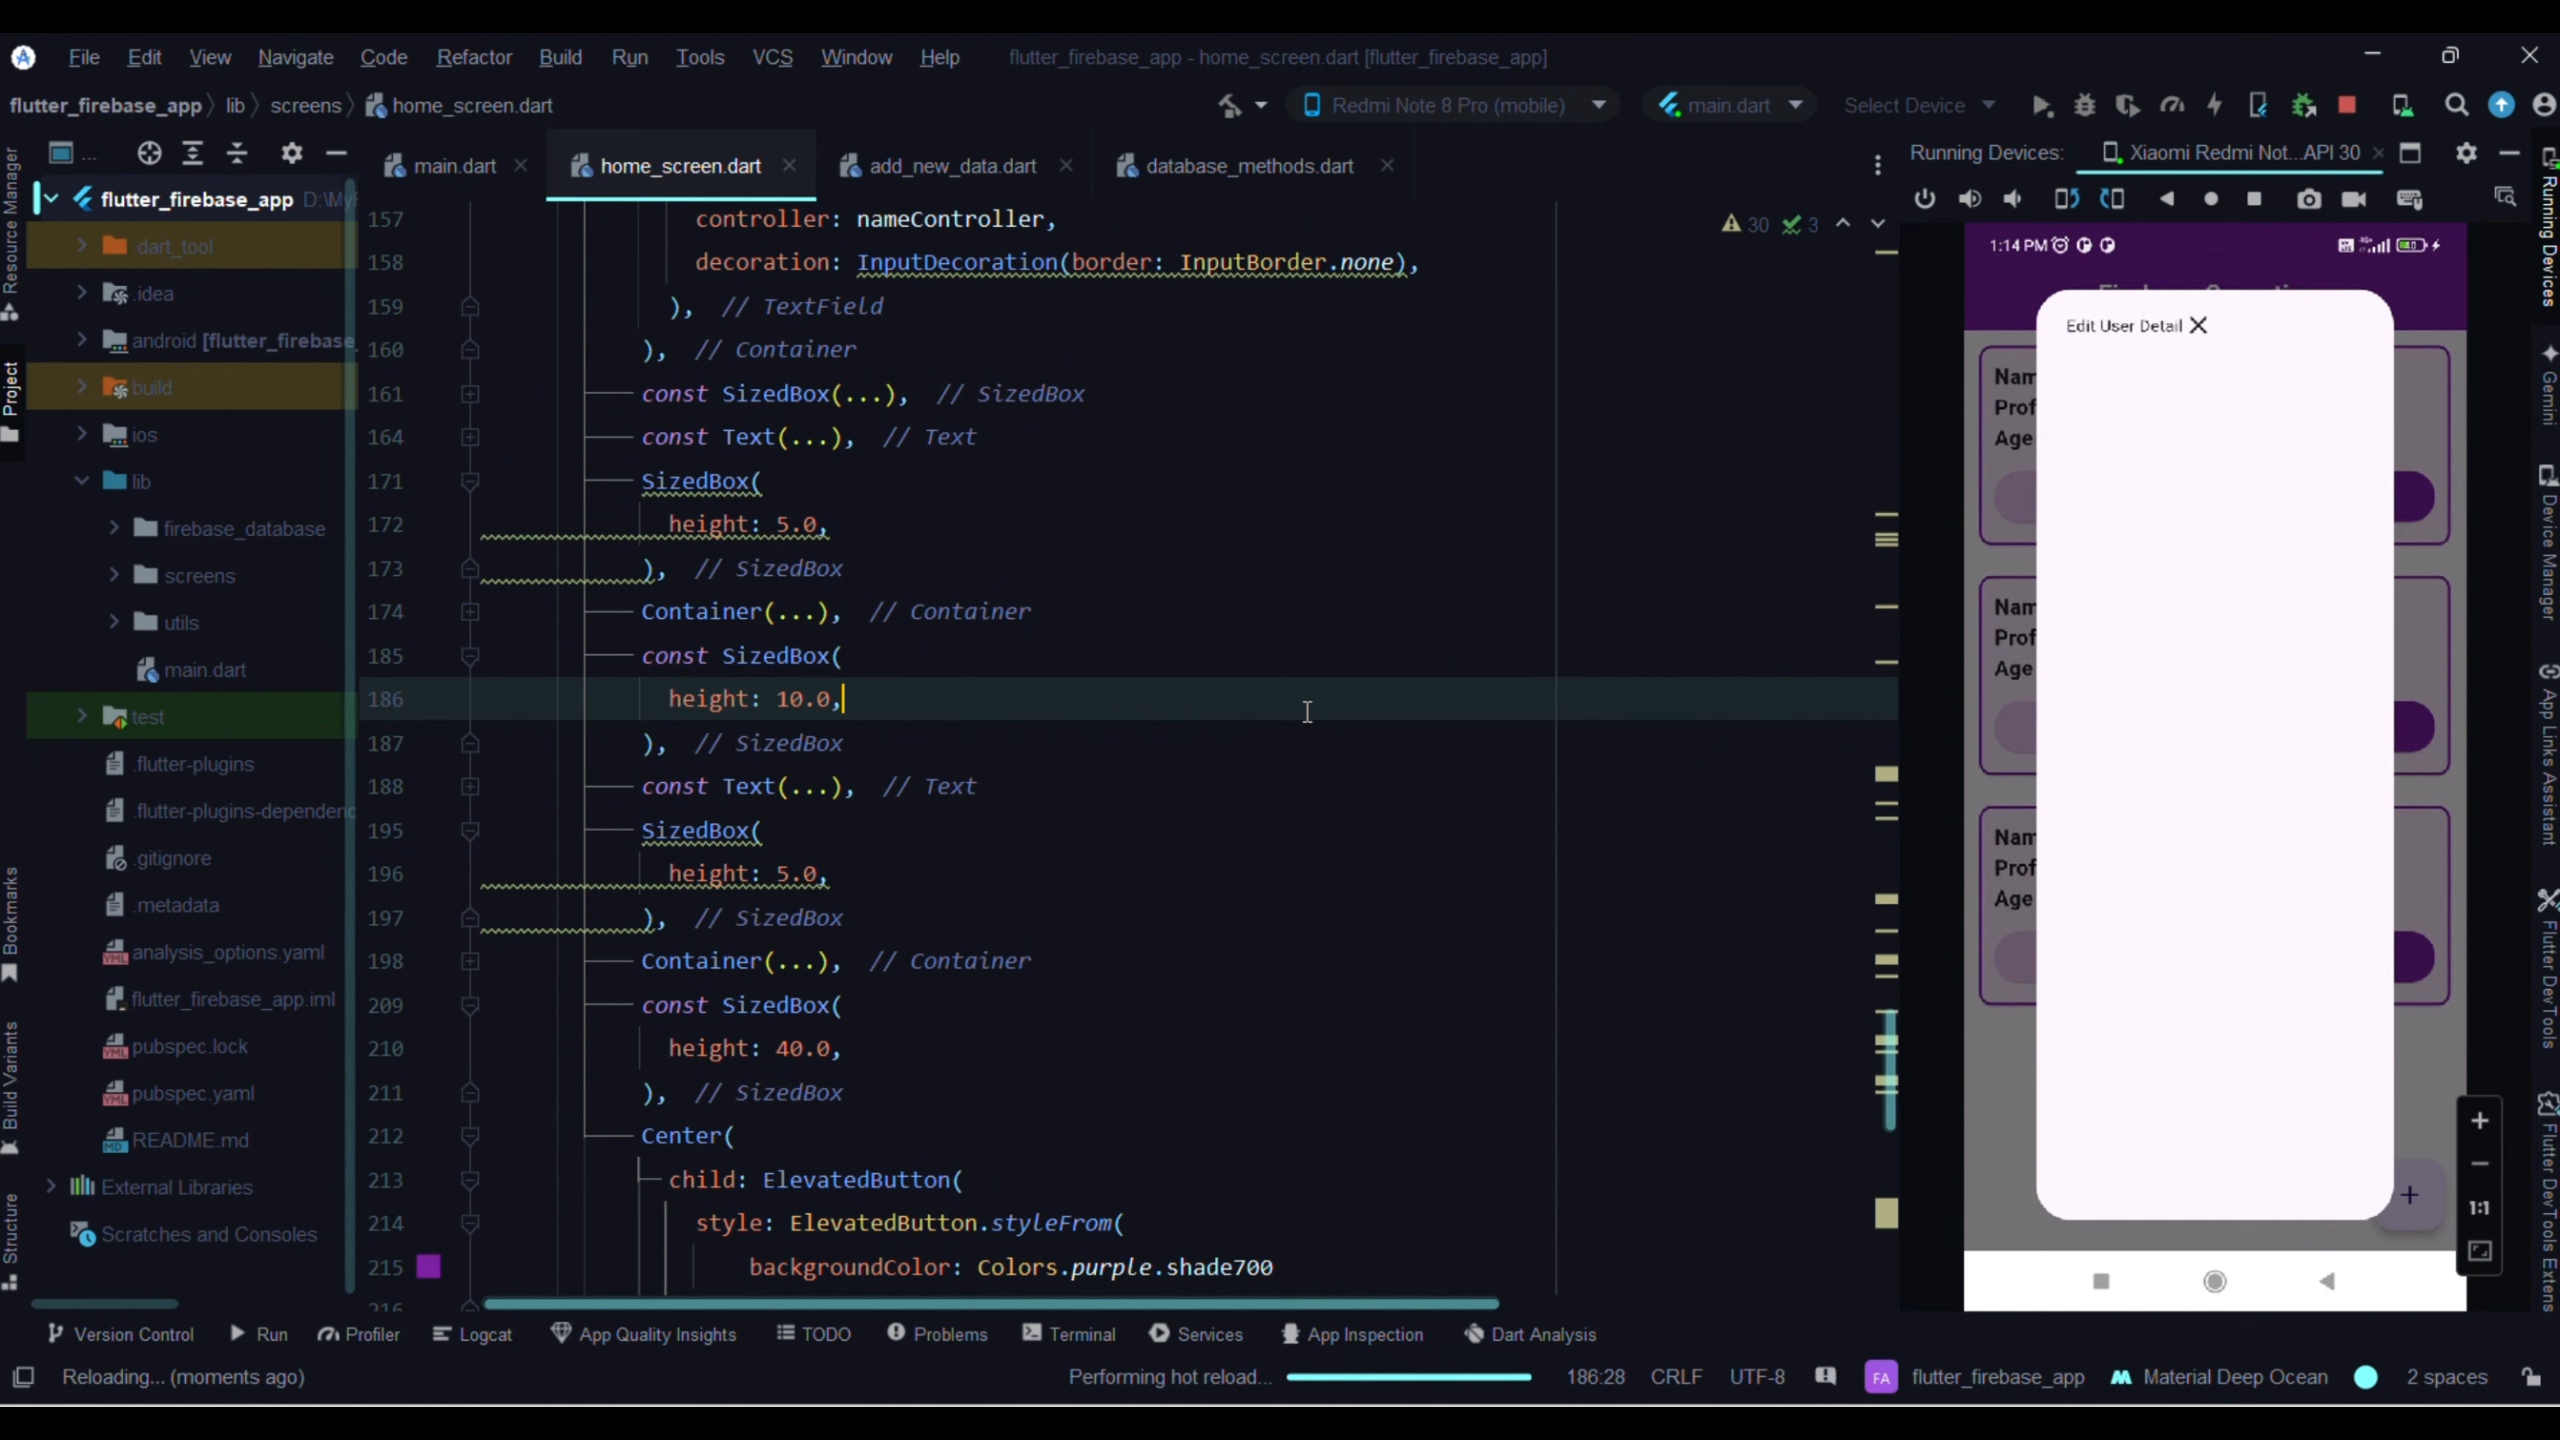 File Edit View Navigate Code Refactor Build Run Tools VCS Window Help flutter_firebase_app - home_screen.dart [flutter_firebase_app]
flutter_firebase_app lib screens home_screen.dart Redmi Note 8 Pro (mobile) main.dart Select Device
... main.dart home_screen.dart add_new_data.dart database_methods.dart Running Devices: Xiaomi Redmi Not...API 30
flutter_firebase_app D:\My
dart_tool
.idea
android [flutter_firebase_
build
ios
lib
firebase_database
screens
utils
main.dart
test
.flutter-plugins
.flutter-plugins-dependenc
.gitignore
.metadata
analysis_options.yaml
flutter_firebase_app.iml
pubspec.lock
pubspec.yaml
README.md
External Libraries
Scratches and Consoles
Resource Manager
Project
Bookmarks
Build Variants
Structure
30 3
157 controller: nameController,
158 decoration: InputDecoration(border: InputBorder.none),
159 ), // TextField
160 ), // Container
161 const SizedBox(...), // SizedBox
164 const Text(...), // Text
171 SizedBox(
172 height: 5.0,
173 ), // SizedBox
174 Container(...), // Container
185 const SizedBox(
186 height: 10.0,
187 ), // SizedBox
188 const Text(...), // Text
195 SizedBox(
196 height: 5.0,
197 ), // SizedBox
198 Container(...), // Container
209 const SizedBox(
210 height: 40.0,
211 ), // SizedBox
212 Center(
213 child: ElevatedButton(
214 style: ElevatedButton.styleFrom(
215 backgroundColor: Colors.purple.shade700
216
1:14 PM
Edit User Detail
Nam
Prof
Age
Nam
Prof
Age
Nam
Prof
Age
+
+
−
1:1
Running Devices
Gemini
Device Manager
App Links Assistant
Flutter DevTools
Flutter DevTools Extens
Version Control Run Profiler Logcat App Quality Insights TODO Problems Terminal Services App Inspection Dart Analysis
Reloading... (moments ago) Performing hot reload... 186:28 CRLF UTF-8 FA flutter_firebase_app Material Deep Ocean 2 spaces